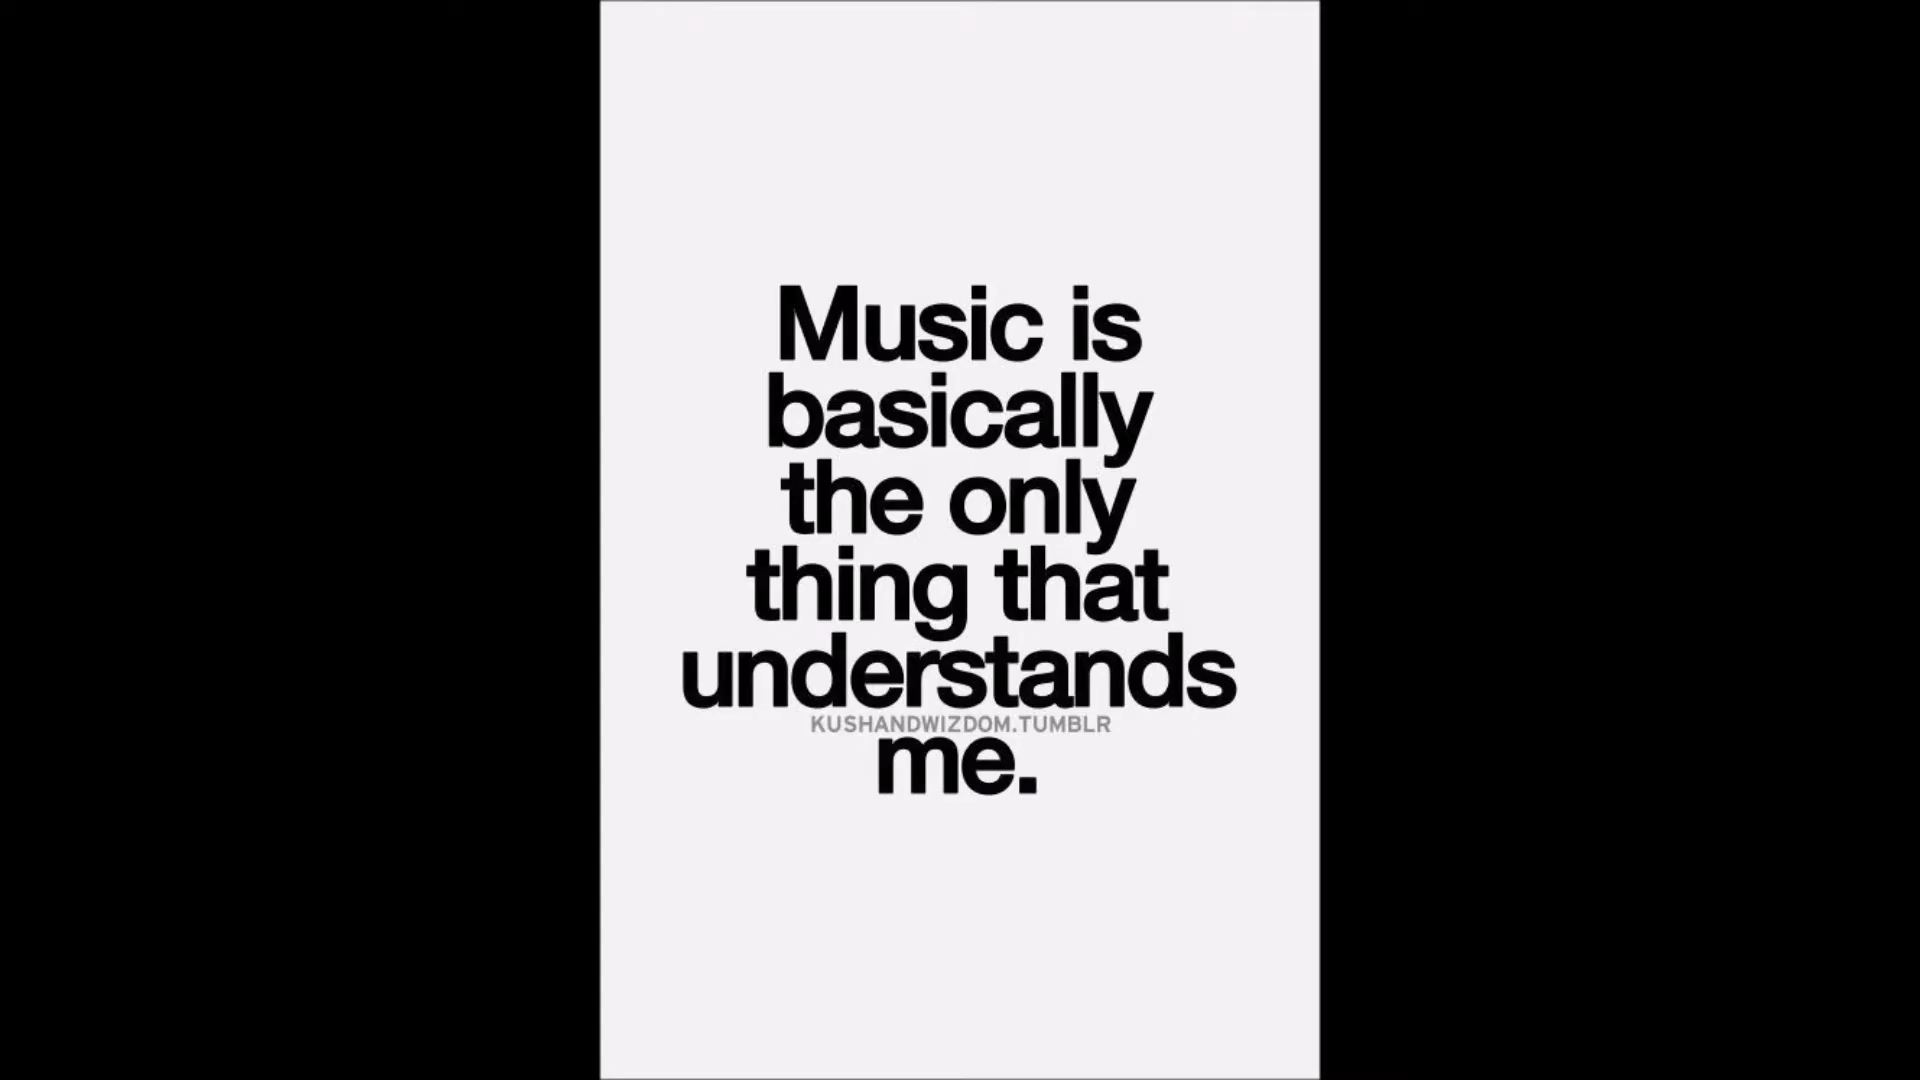 Music is
basically
the only
thing that
understands
KUSHANDWIZDOM.TUMBLR
me.